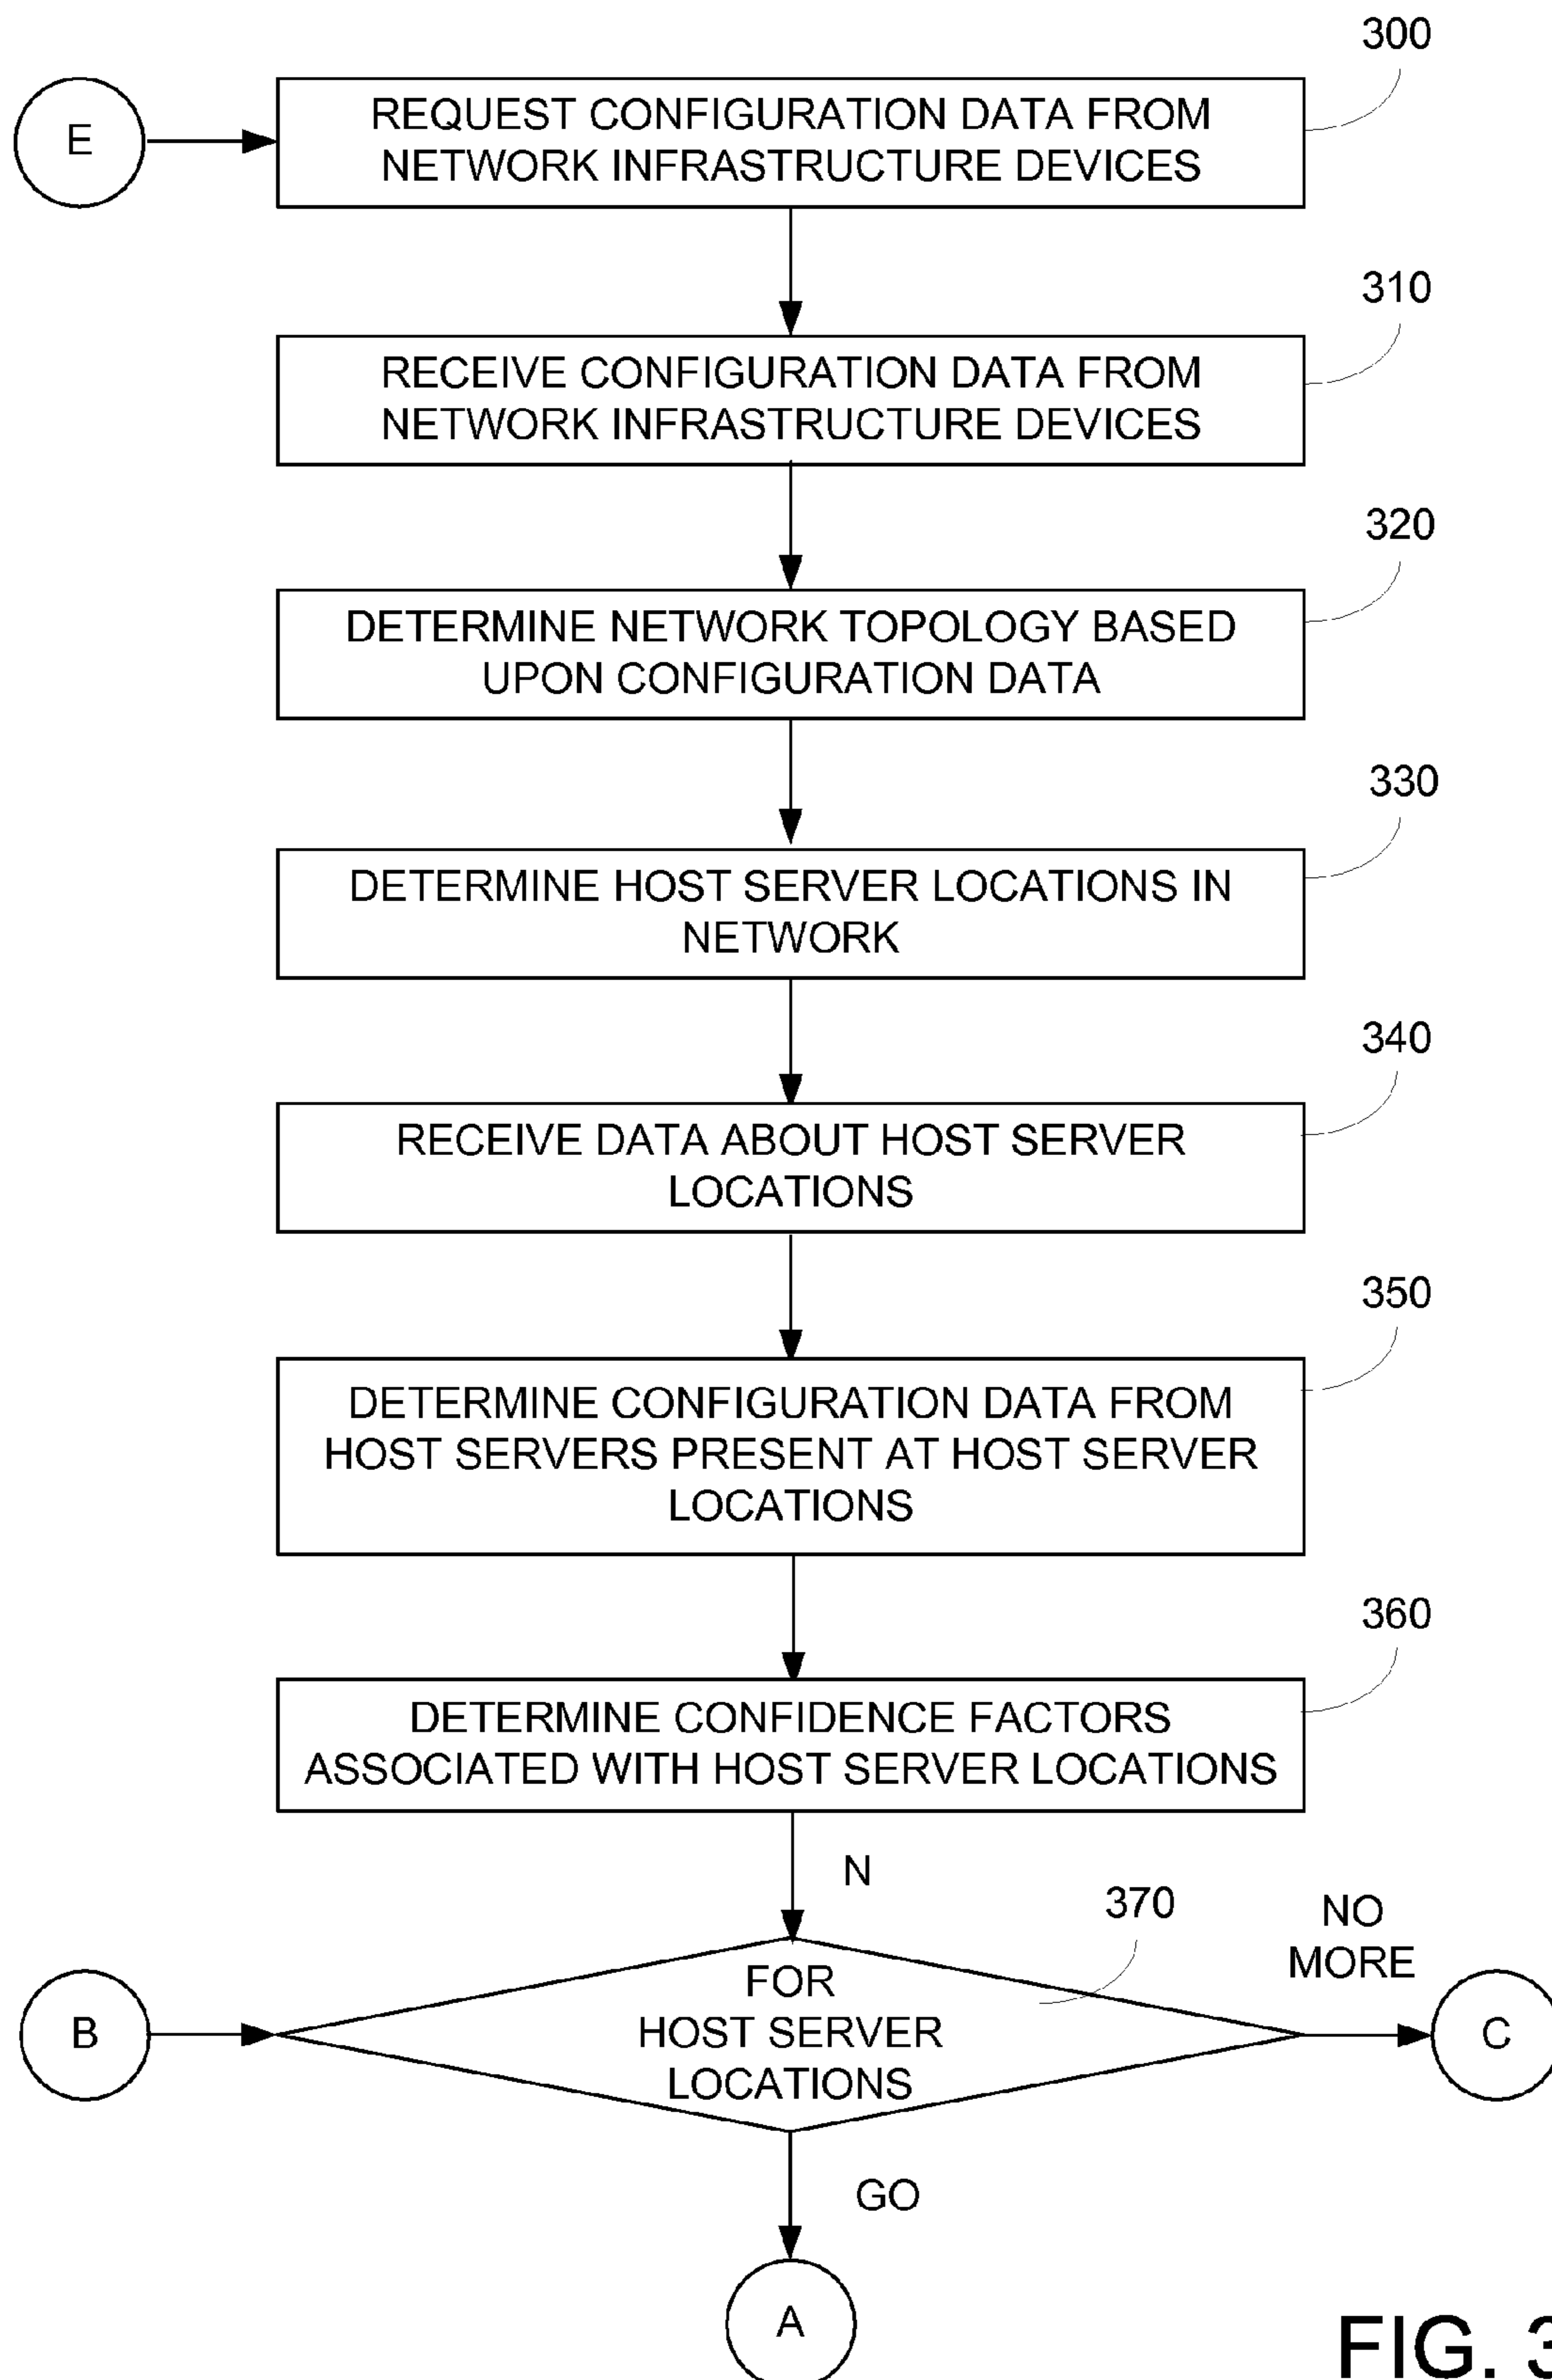 300
E
REQUEST CONFIGURATION DATA FROM
NETWORK INFRASTRUCTURE DEVICES
310
RECEIVE CONFIGURATION DATA FROM
NETWORK INFRASTRUCTURE DEVICES
320
DETERMINE NETWORK TOPOLOGY BASED
UPON CONFIGURATION DATA
330
DETERMINE HOST SERVER LOCATIONS IN
NETWORK
340
RECEIVE DATA ABOUT HOST SERVER
LOCATIONS
350
DETERMINE CONFIGURATION DATA FROM
HOST SERVERS PRESENT AT HOST SERVER
LOCATIONS
360
DETERMINE CONFIDENCE FACTORS
ASSOCIATED WITH HOST SERVER LOCATIONS
N
370
NO
MORE
B
FOR
HOST SERVER
LOCATIONS
C
GO
A
FIG. 3